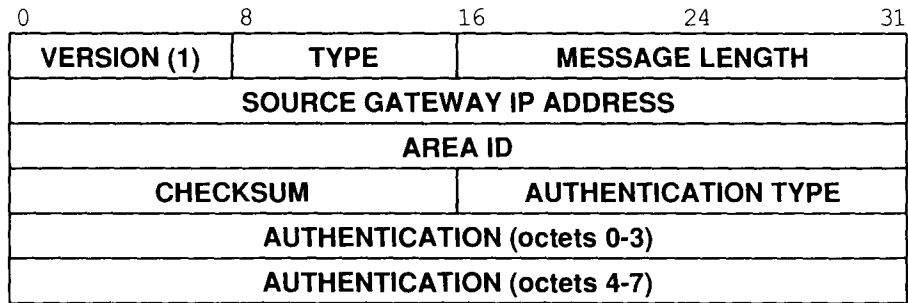 0 8 16 24 31
VERSION (1) TYPE MESSAGE LENGTH
SOURCE GATEWAY IP ADDRESS
AREA ID
CHECKSUM AUTHENTICATION TYPE
AUTHENTICATION (octets 0-3)
AUTHENTICATION (octets 4-7)